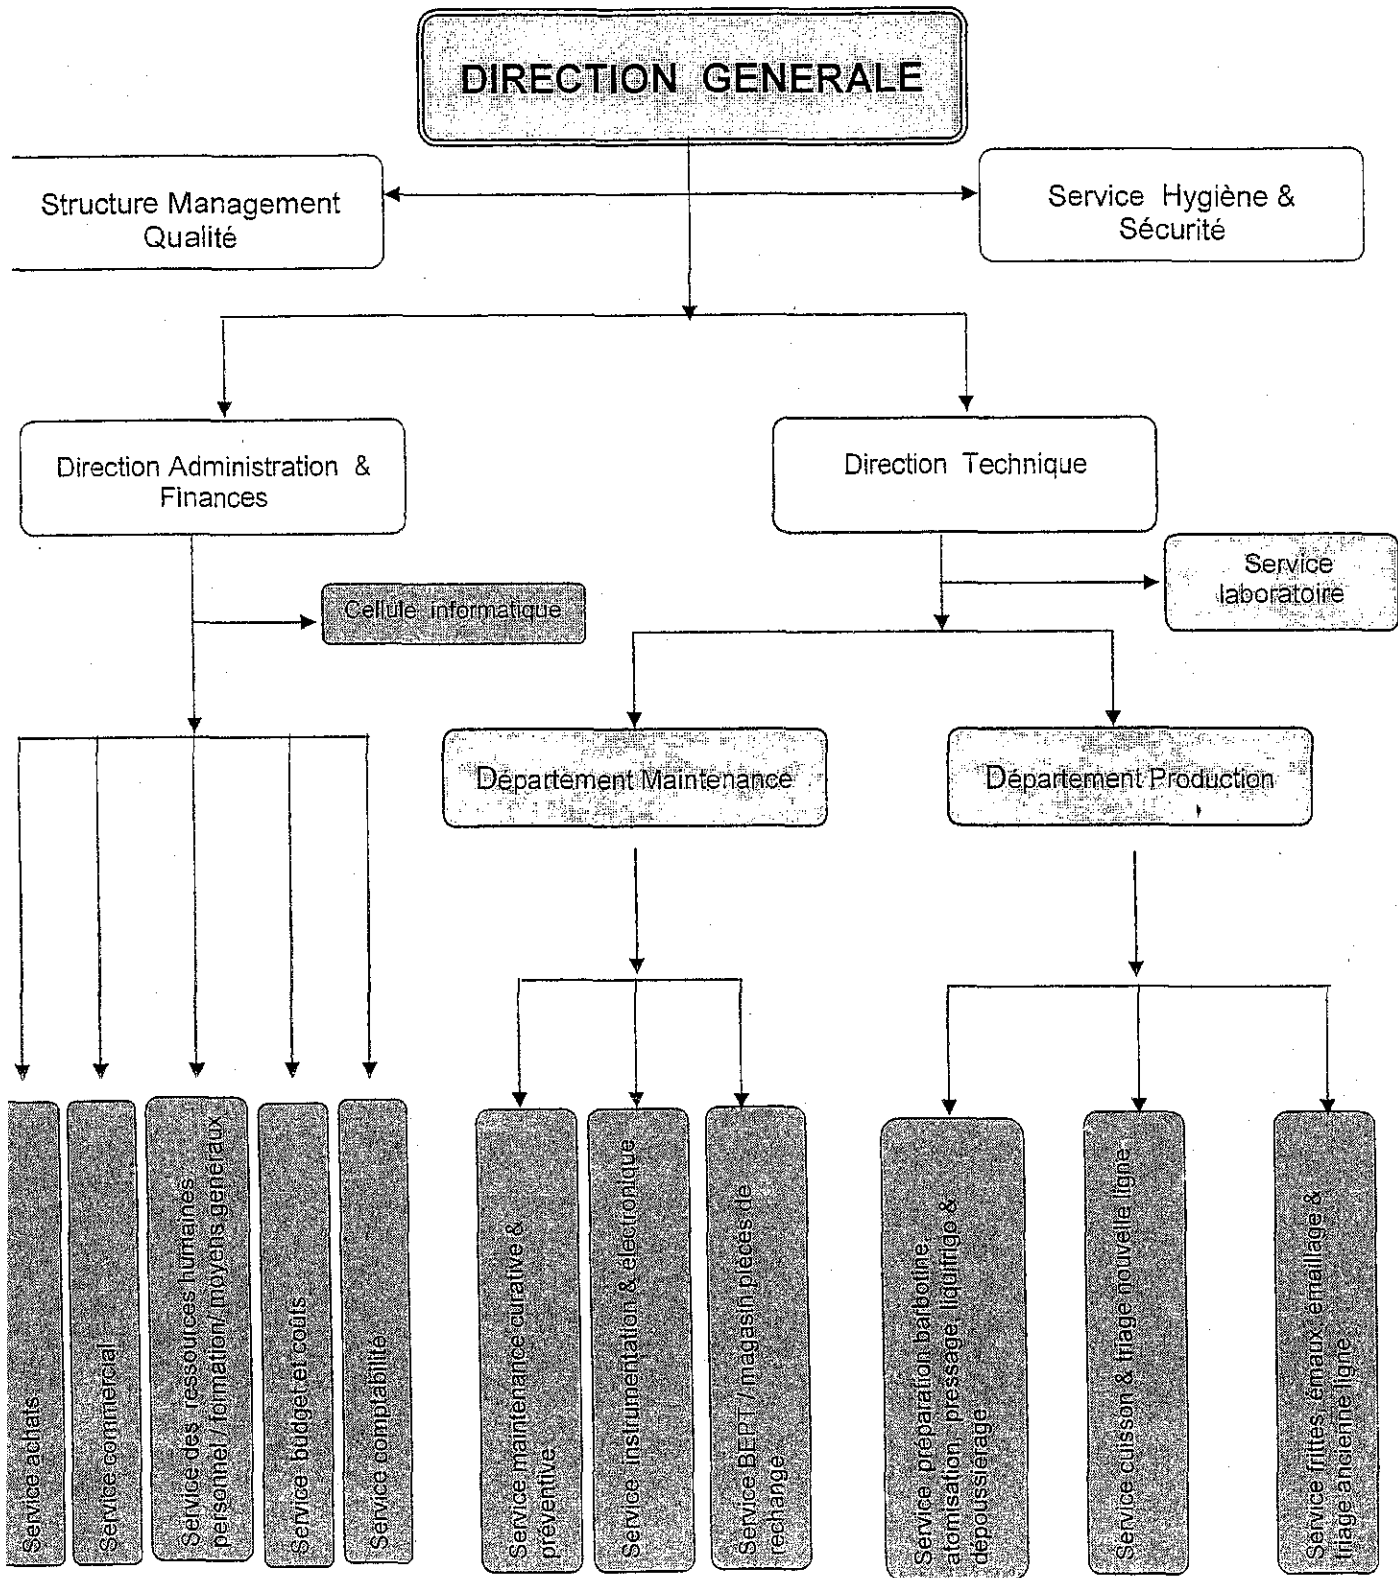 DIRECTION GENERALE
Structure Management
Qualité
Service Hygiène &
Sécurité
Direction Administration &
Finances
Direction Technique
Service
laboratoire
Cellule informatique
Département Maintenance
Département Production
Service achats
Service commercial
Service des ressources humaines :
personnel / formation/ moyens generaux
Service budget et coûts
Service comptabilité
Service maintenance curative &
préventive
Service instrumentation & électronique
Service BEPT / magasin pièces de
rechange
Service préparation barbotine,
atomisation, pressage, liquifrigo &
depoussierage
Service cuisson & triage nouvelle ligne
Service frittes, émaux, emaillage &
triage ancienne ligne